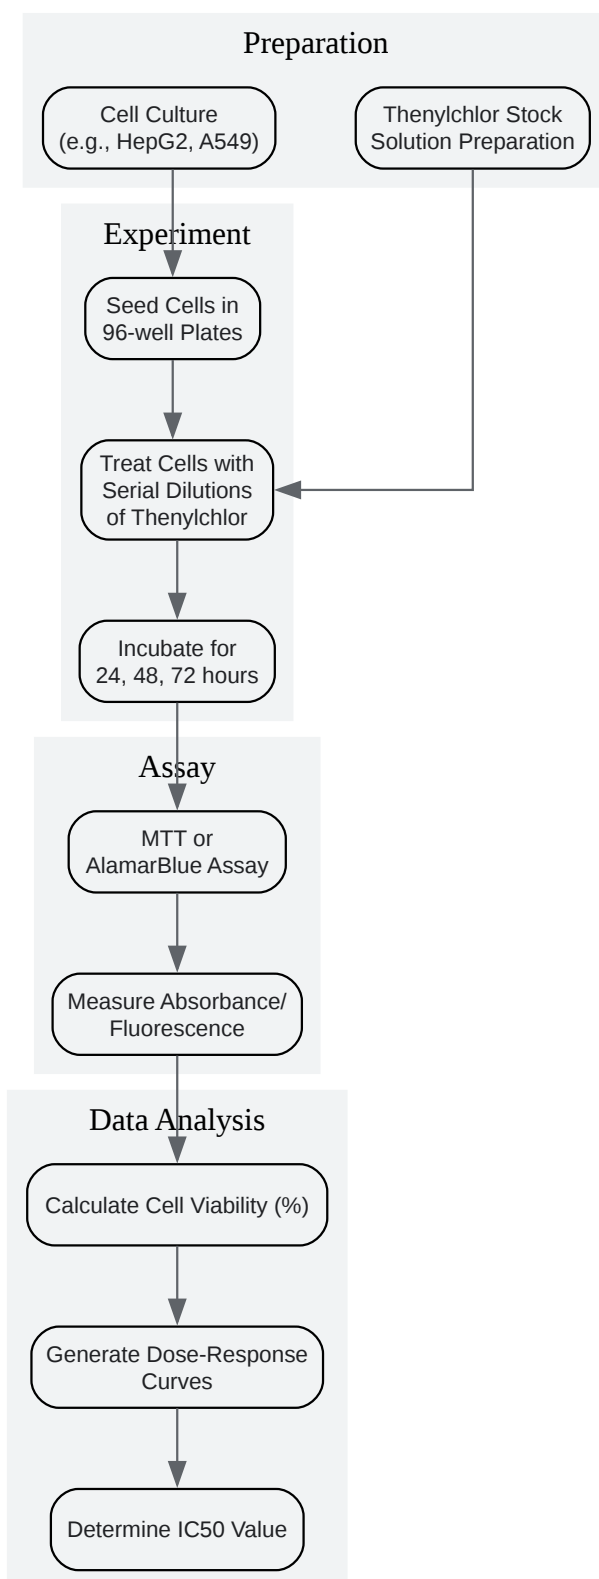 Preparation
Cell Culture
(e.g., HepG2, A549)
Thenylchlor Stock
Solution Preparation
Experiment
Seed Cells in
96-well Plates
Treat Cells with
Serial Dilutions
of Thenylchlor
Incubate for
24, 48, 72 hours
Assay
MTT or
AlamarBlue Assay
Measure Absorbance/
Fluorescence
Data Analysis
Calculate Cell Viability (%)
Generate Dose-Response
Curves
Determine IC50 Value